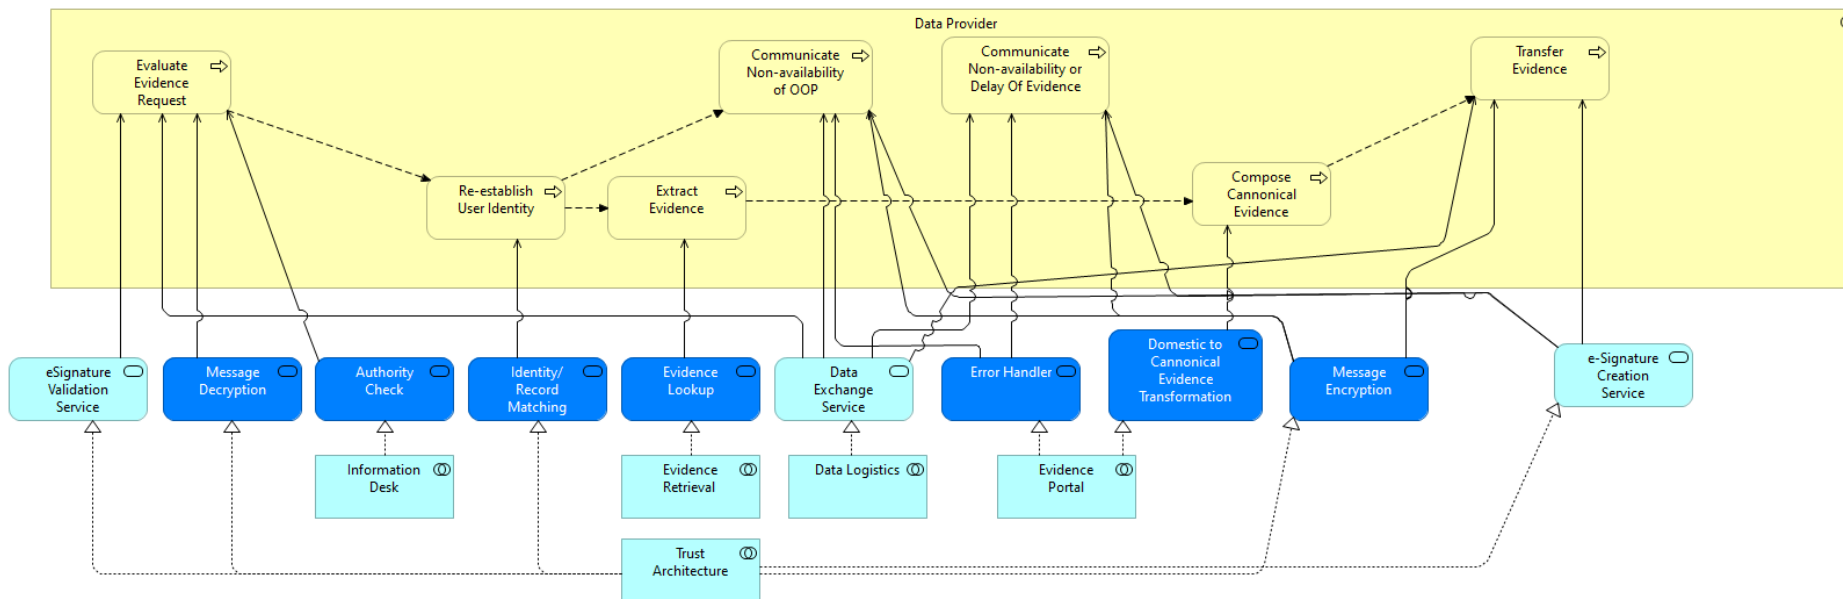 Data Provider
Evaluate
Evidence
Request
Communicate
Non-availability
of OOP
Communicate
Non-availability or
Delay Of Evidence
Transfer
Evidence
Re-establish
User Identity
Extract
Evidence
Compose
Cannonical
Evidence
eSignature
Validation
Service
Message
Decryption
Authority
Check
Identity/
Record
Matching
Evidence
Lookup
Data
Exchange
Service
Error Handler
Domestic to
Cannonical
Evidence
Transformation
Message
Encryption
e-Signature
Creation
Service
Information
Desk
Evidence
Retrieval
Data Logistics
Evidence
Portal
Trust
Architecture